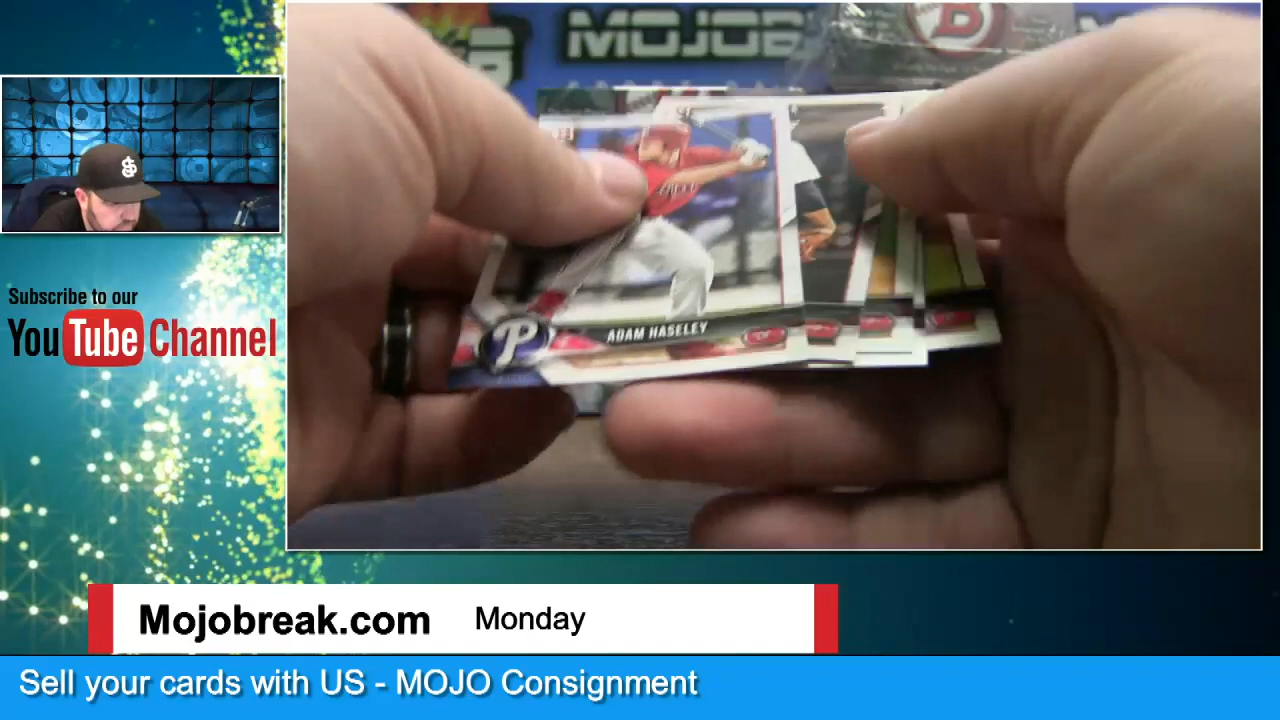 MOJOB
B
P
ADAM HASELEY
Subscribe to our
YouTube Channel
Mojobreak.com Monday
Sell your cards with US - MOJO Consignment